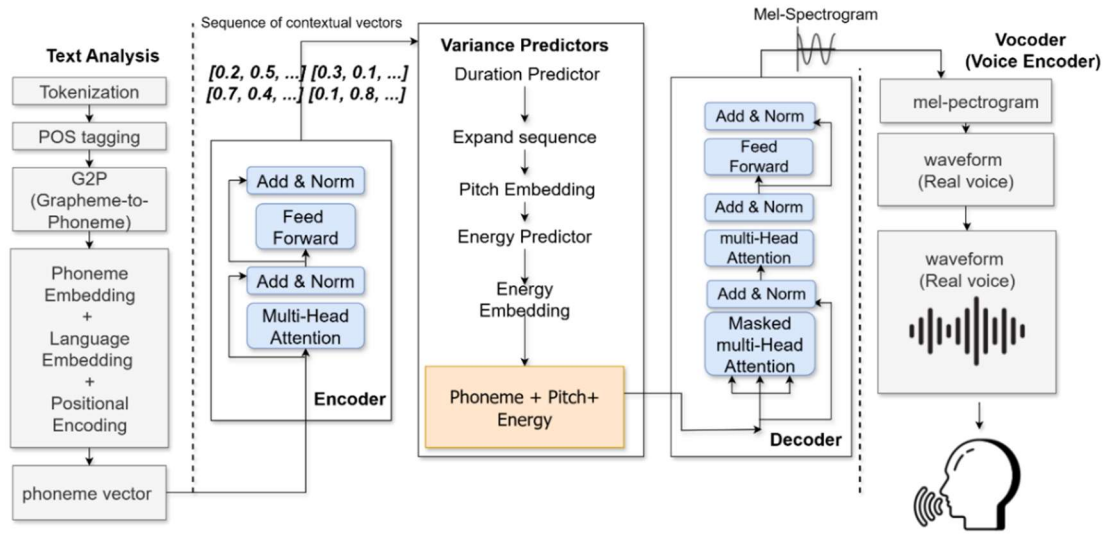 Text Analysis
Tokenization
POS tagging
G2P
(Grapheme-to-
Phoneme)
Phoneme
Embedding
+
Language
Embedding
+
Positional
Encoding
phoneme vector
Sequence of contextual vectors
[0.2, 0.5, ...] [0.3, 0.1, ...]
[0.7, 0.4, ...] [0.1, 0.8, ...]
Add & Norm
Feed
Forward
Add & Norm
Multi-Head
Attention
Encoder
Variance Predictors
Duration Predictor
Expand sequence
Pitch Embedding
Energy Predictor
Energy
Embedding
Phoneme + Pitch+
Energy
Mel-Spectrogram
Add & Norm
Feed
Forward
Add & Norm
multi-Head
Attention
Add & Norm
Masked
multi-Head
Attention
Decoder
Vocoder
(Voice Encoder)
mel-pectrogram
waveform
(Real voice)
waveform
(Real voice)